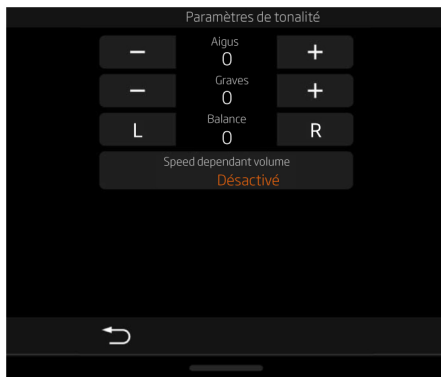 Paramètres de tonalité
Aigus
− 0 +
Graves
− 0 +
Balance
L 0 R
Speed dependant volume
Désactivé